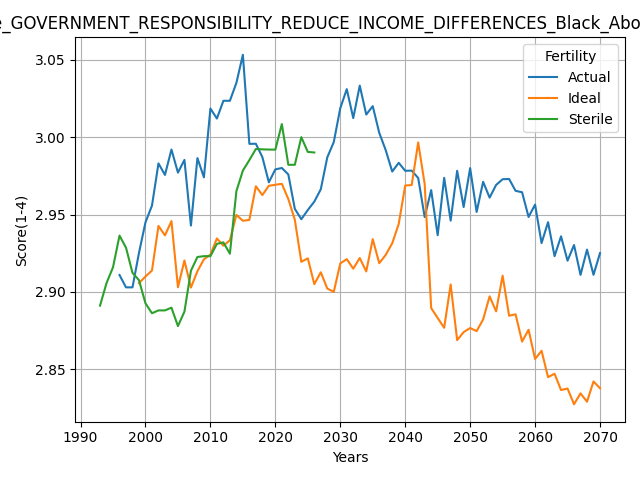 GOVERNMENT_RESPONSIBILITY_REDUCE_INCOME_DIFFERENCES_Black_Abo
Fertility
Actual
Ideal
Sterile
3.05
3.00
2.95
2.90
2.85
Score(1-4)
1990 2000 2010 2020 2030 2040 2050 2060 2070
Years